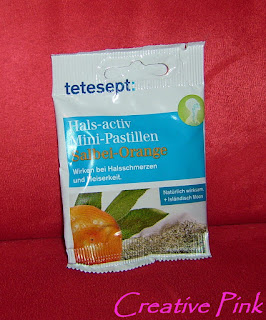 tetesept:
Hals-activ
Mini-Pastillen
Salbei-Orange
Wirken bei Halsschmerzen
und Heiserkeit.
Natürlich wirksam
+ Isländisch Moos
Creative Pink